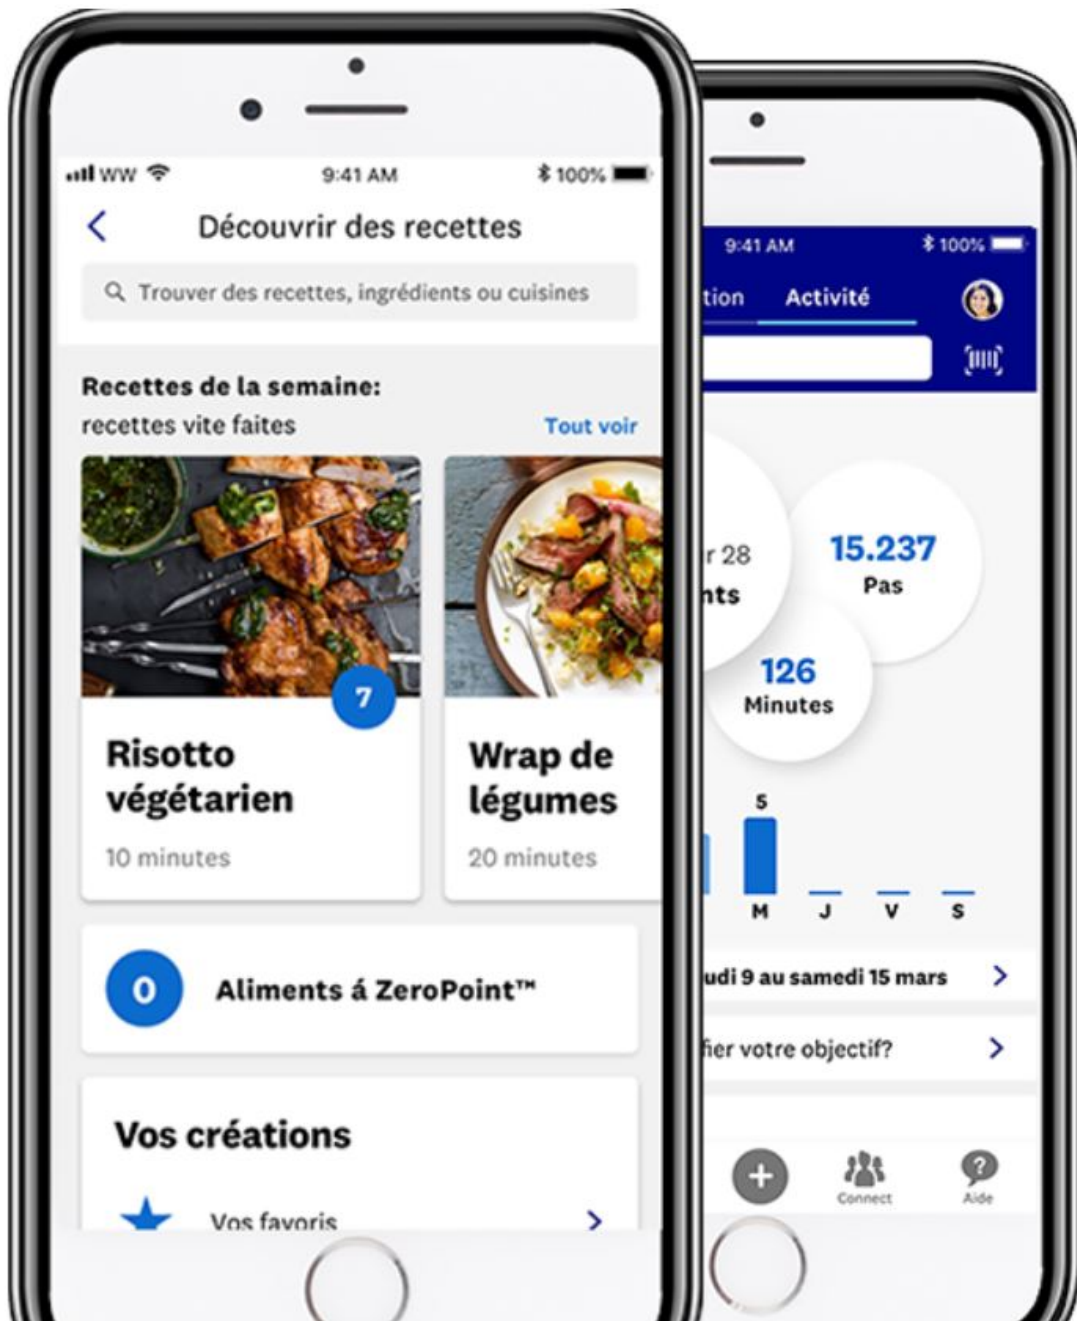 WW
9:41 AM
100%
Découvrir des recettes
Trouver des recettes, ingrédients ou cuisines
Recettes de la semaine:
recettes vite faites
Tout voir
7
Risotto
végétarien
10 minutes
Wrap de
légumes
20 minutes
0
Aliments á ZeroPoint™
Vos créations
Vos favoris
9:41 AM
100%
tion
Activité
r 28
nts
15.237
Pas
126
Minutes
5
M
J
V
S
udi 9 au samedi 15 mars
fier votre objectif?
Connect
Aide